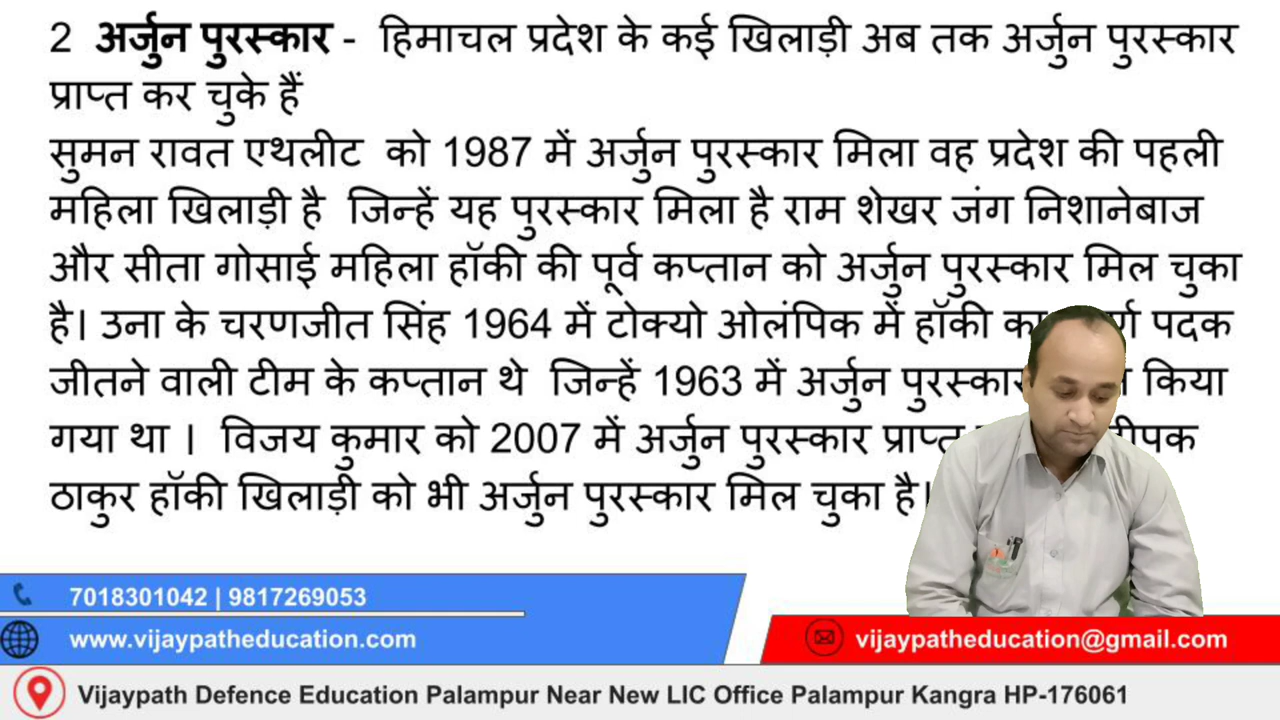 2 अर्जुन पुरस्कार - हिमाचल प्रदेश के कई खिलाड़ी अब तक अर्जुन पुरस्कार
प्राप्त कर चुके हैं
सुमन रावत एथलीट को 1987 में अर्जुन पुरस्कार मिला वह प्रदेश की पहली
महिला खिलाड़ी है जिन्हें यह पुरस्कार मिला है राम शेखर जंग निशानेबाज
और सीता गोसाई महिला हॉकी की पूर्व कप्तान को अर्जुन पुरस्कार मिल चुका
है। उना के चरणजीत सिंह 1964 में टोक्यो ओलंपिक में हॉकी का पदक
जीतने वाली टीम के कप्तान थे जिन्हें 1963 में अर्जुन पुरस्कार किया
गया था । विजय कुमार को 2007 में अर्जुन पुरस्कार प्राप्त
ठाकुर हॉकी खिलाड़ी को भी अर्जुन पुरस्कार मिल चुका है।
7018301042 | 9817269053
www.vijaypatheducation.com
vijaypatheducation@gmail.com
Vijaypath Defence Education Palampur Near New LIC Office Palampur Kangra HP-176061